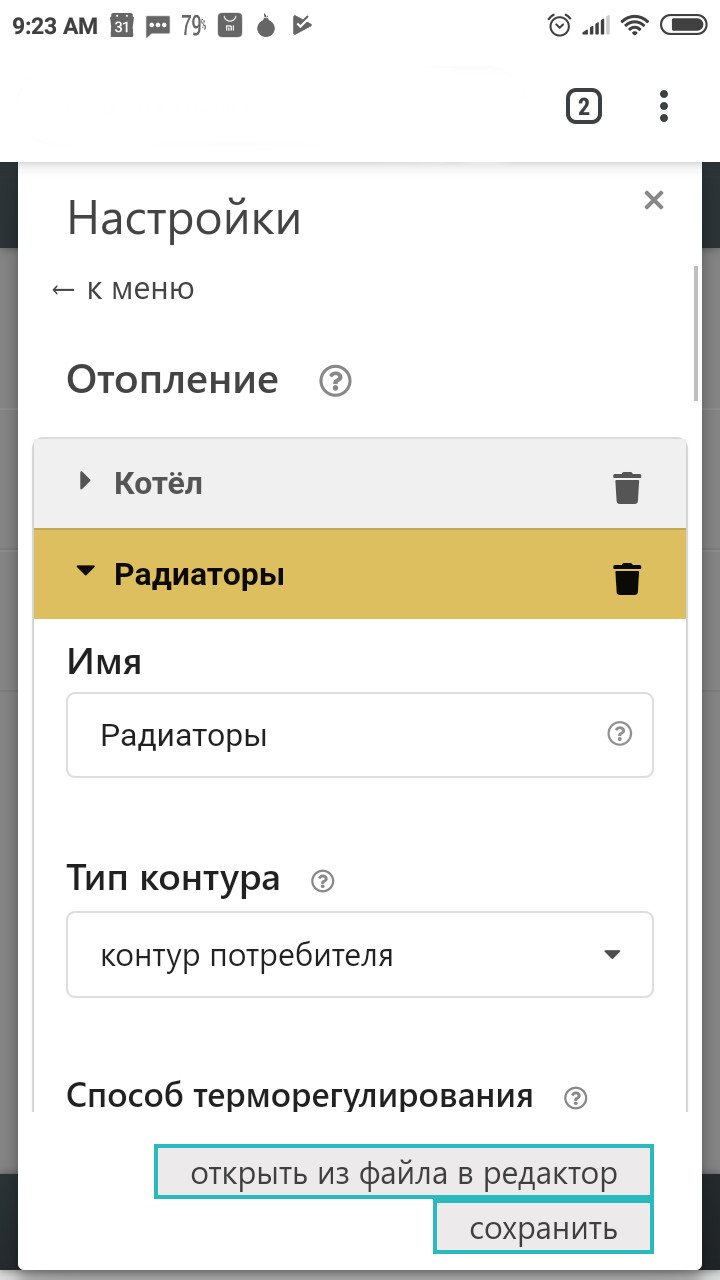 9:23 AM 31 79% mi
2
Настройки ×
← к меню
Отопление ?
Котёл
Радиаторы
Имя
Радиаторы ?
Тип контура ?
контур потребителя
Способ терморегулирования ?
открыть из файла в редактор
сохранить